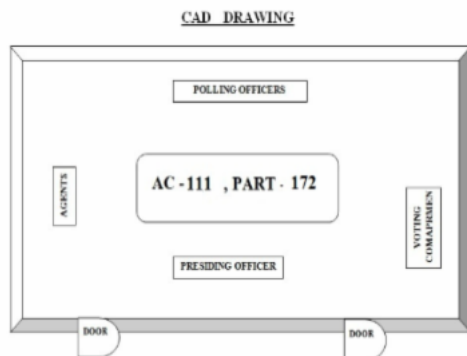 CAD DRAWING
POLLING OFFICERS
AGENTS
AC -111 , PART - 172
VOTING
COMAPRMEN
PRESIDING OFFICER
DOOR
DOOR